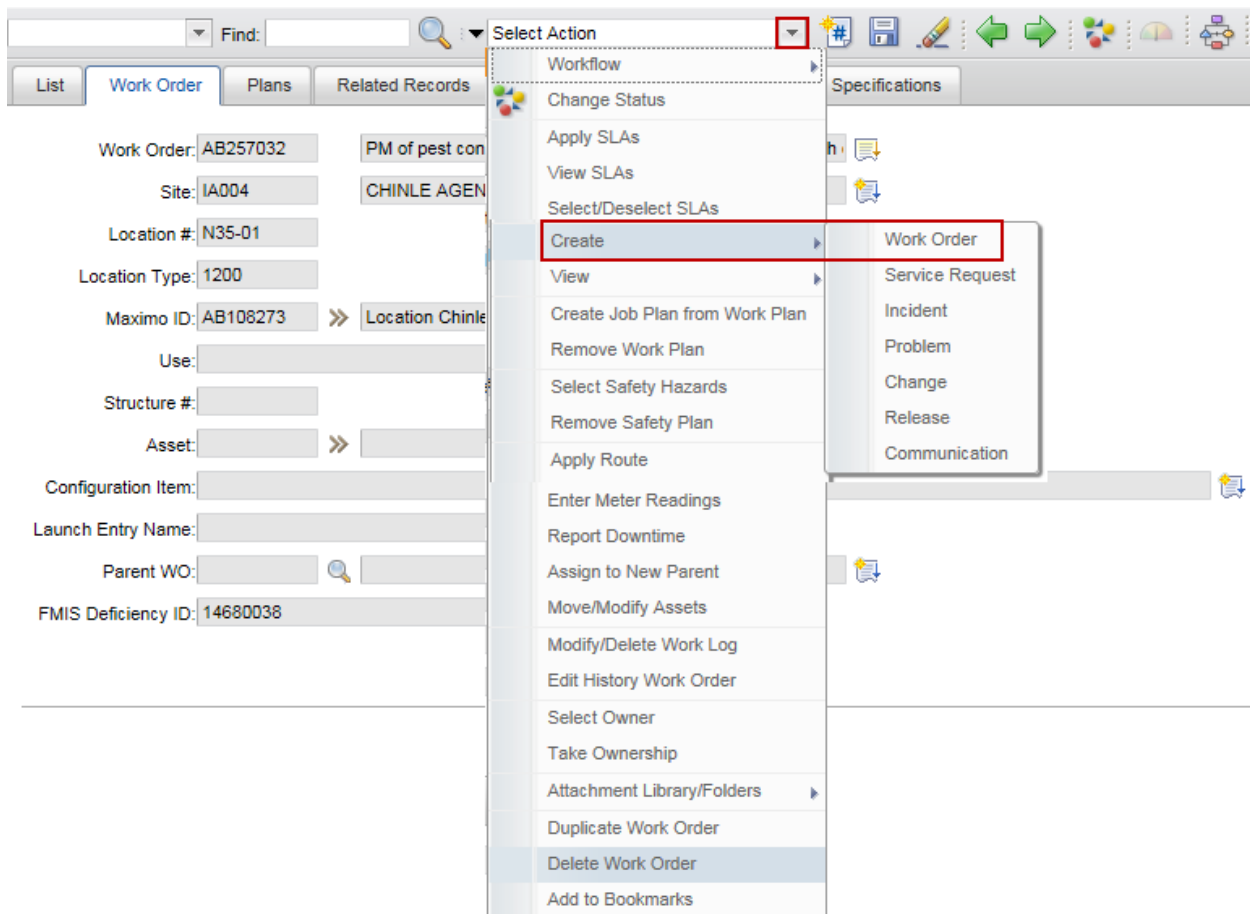 Find:
Select Action
List
Work Order
Plans
Related Records
Specifications
Work Order: AB257032
PM of pest con
Site: IA004
CHINLE AGEN
Location #: N35-01
Location Type: 1200
Maximo ID: AB108273
Location Chinle
Use:
Structure #:
Asset:
Configuration Item:
Launch Entry Name:
Parent WO:
FMIS Deficiency ID: 14680038
Workflow
Change Status
Apply SLAs
View SLAs
Select/Deselect SLAs
Create
View
Create Job Plan from Work Plan
Remove Work Plan
Select Safety Hazards
Remove Safety Plan
Apply Route
Enter Meter Readings
Report Downtime
Assign to New Parent
Move/Modify Assets
Modify/Delete Work Log
Edit History Work Order
Select Owner
Take Ownership
Attachment Library/Folders
Duplicate Work Order
Delete Work Order
Add to Bookmarks
Work Order
Service Request
Incident
Problem
Change
Release
Communication